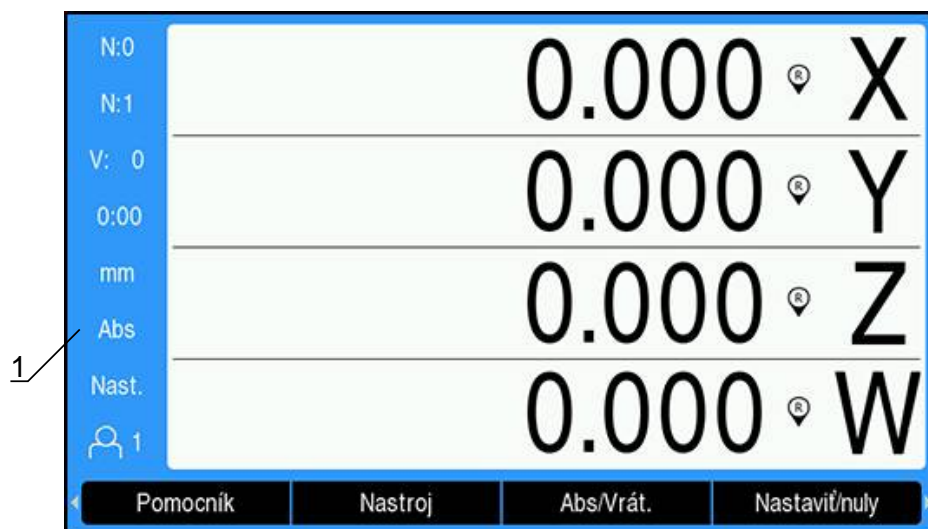 N:0
0.000 R X
N:1
V: 0
0.000 R Y
0:00
mm
0.000 R Z
Abs
1
Nast.
0.000 R W
1
Pomocník Nastroj Abs/Vrát. Nastaviť/nuly